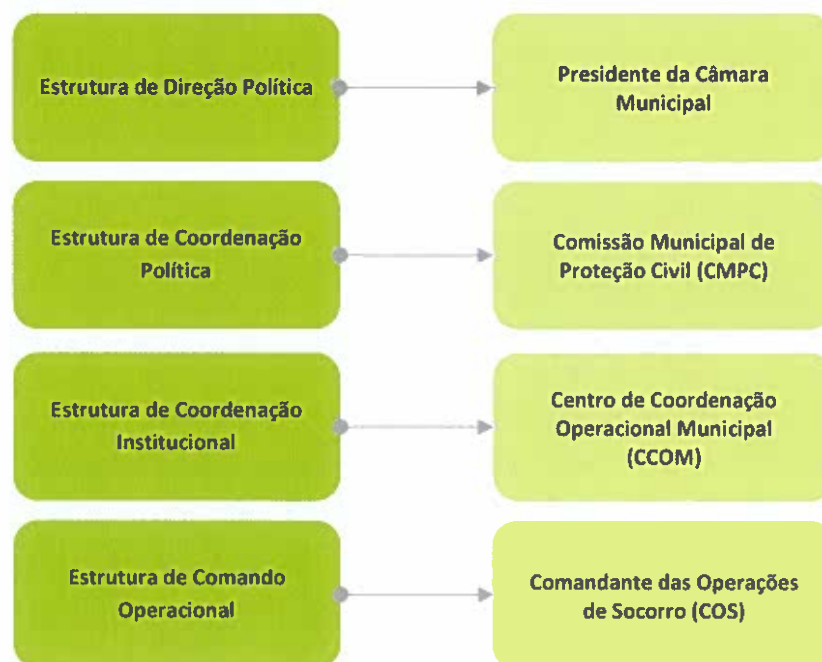 Estrutura de Direção Política
Presidente da Câmara
Municipal
Estrutura de Coordenação
Política
Comissão Municipal de
Proteção Civil (CMPC)
Estrutura de Coordenação
Institucional
Centro de Coordenação
Operacional Municipal
(CCOM)
Estrutura de Comando
Operacional
Comandante das Operações
de Socorro (COS)